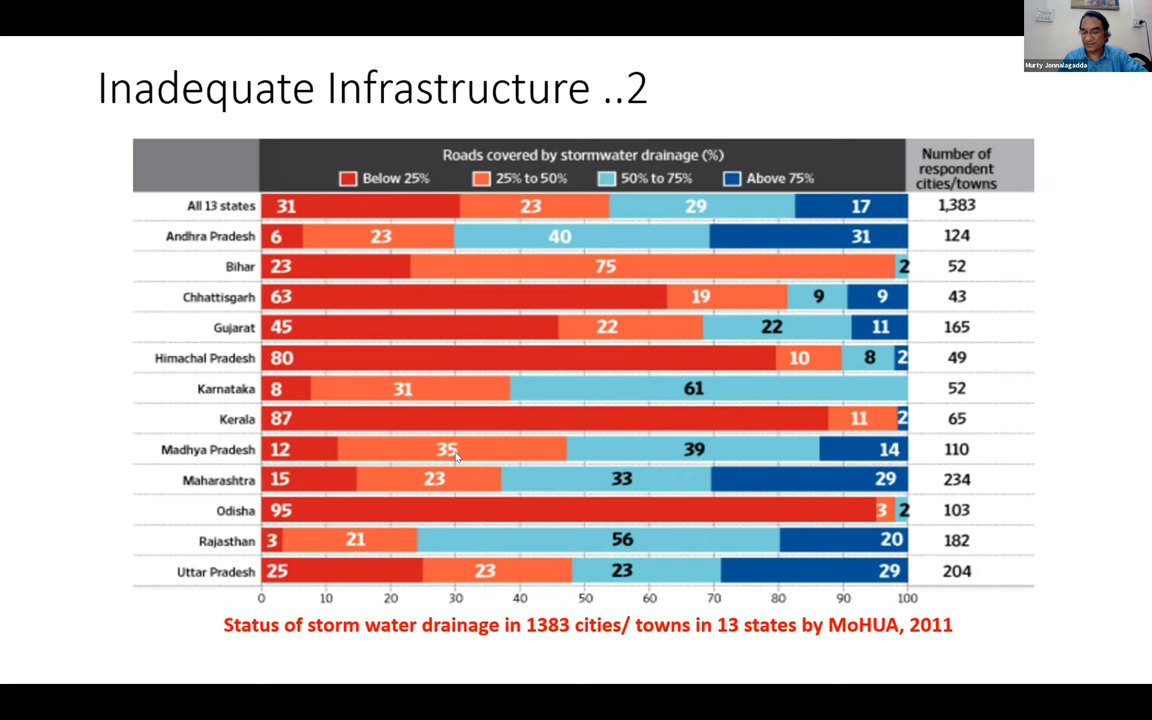 Murty Jonnalagadda
Inadequate Infrastructure ..2
Roads covered by stormwater drainage (%)
Below 25% 25% to 50% 50% to 75% Above 75%
Number of
respondent
cities/towns
All 13 states 31 23 29 17 1,383
Andhra Pradesh 6 23 40 31 124
Bihar 23 75 2 52
Chhattisgarh 63 19 9 9 43
Gujarat 45 22 22 11 165
Himachal Pradesh 80 10 8 2 49
Karnataka 8 31 61 52
Kerala 87 11 2 65
Madhya Pradesh 12 35 39 14 110
Maharashtra 15 23 33 29 234
Odisha 95 3 2 103
Rajasthan 3 21 56 20 182
Uttar Pradesh 25 23 23 29 204
0 10 20 30 40 50 60 70 80 90 100
Status of storm water drainage in 1383 cities/ towns in 13 states by MoHUA, 2011